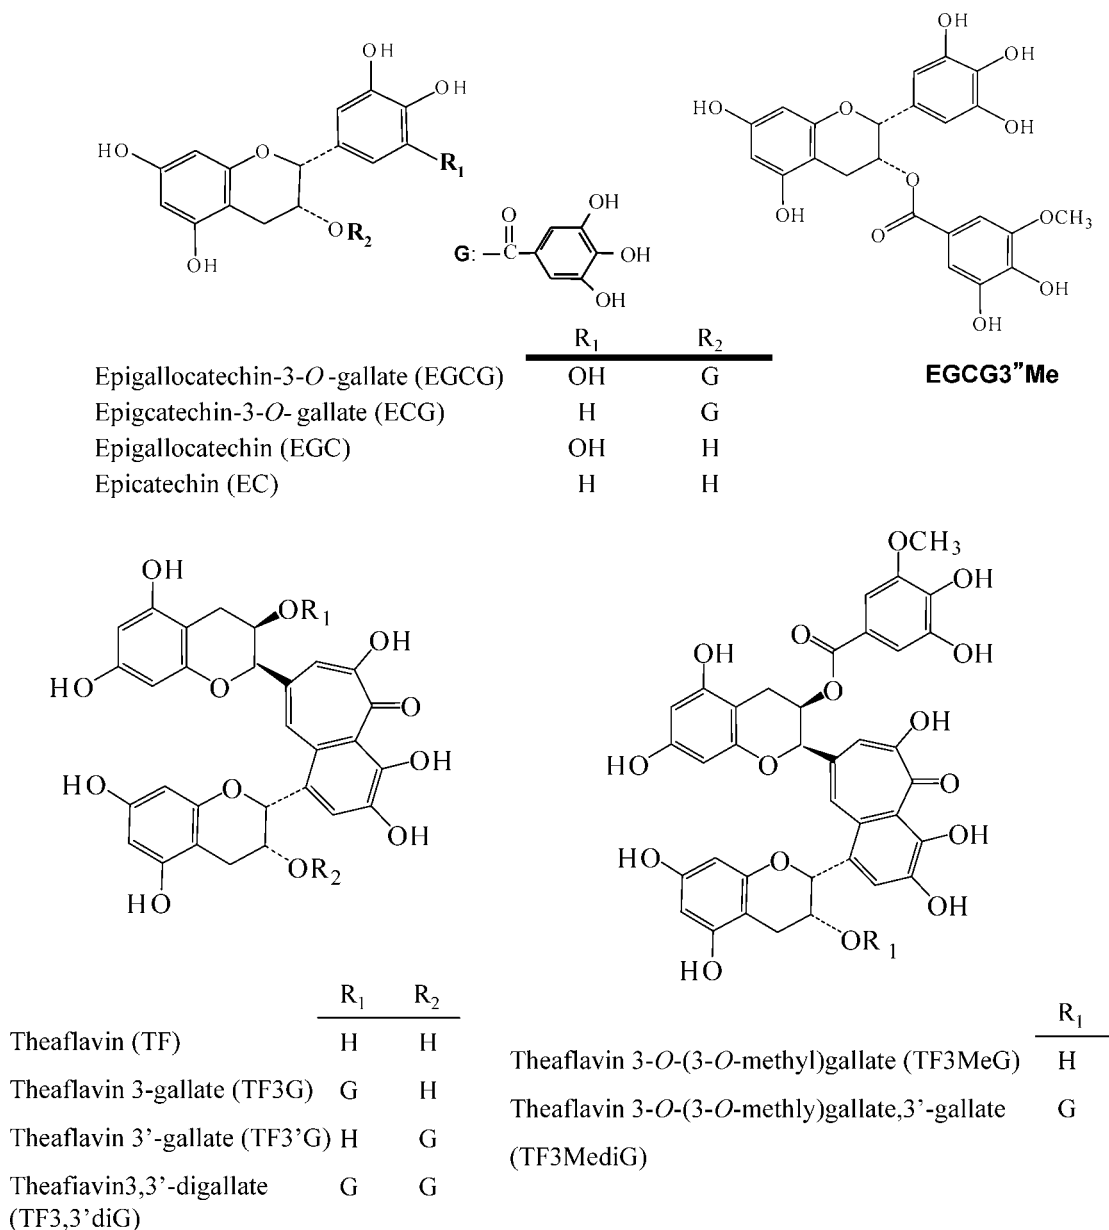 OH
OH
HO
O
R1
OR2
OH
OH
OH
OH
HO
O
OH
O
OH
O
OCH3
OH
OH
G:
O
C
OH
OH
OH
R1 R2
Epigallocatechin-3-O -gallate (EGCG) OH G
Epigcatechin-3-O- gallate (ECG) H G
Epigallocatechin (EGC) OH H
Epicatechin (EC) H H
EGCG3"Me
OH
OR1
OH
HO
O
O
HO
O
OH
OH
OR2
HO
OCH3
OH
OH
O
O
OH
HO
O
OH
O
HO
O
OH
OH
OR 1
HO
R1 R2
Theaflavin (TF) H H
Theaflavin 3-gallate (TF3G) G H
Theaflavin 3’-gallate (TF3’G) H G
Theafiavin3,3’-digallate G G
(TF3,3’diG)
R1
Theaflavin 3-O-(3-O-methyl)gallate (TF3MeG) H
Theaflavin 3-O-(3-O-methly)gallate,3’-gallate G
(TF3MediG)